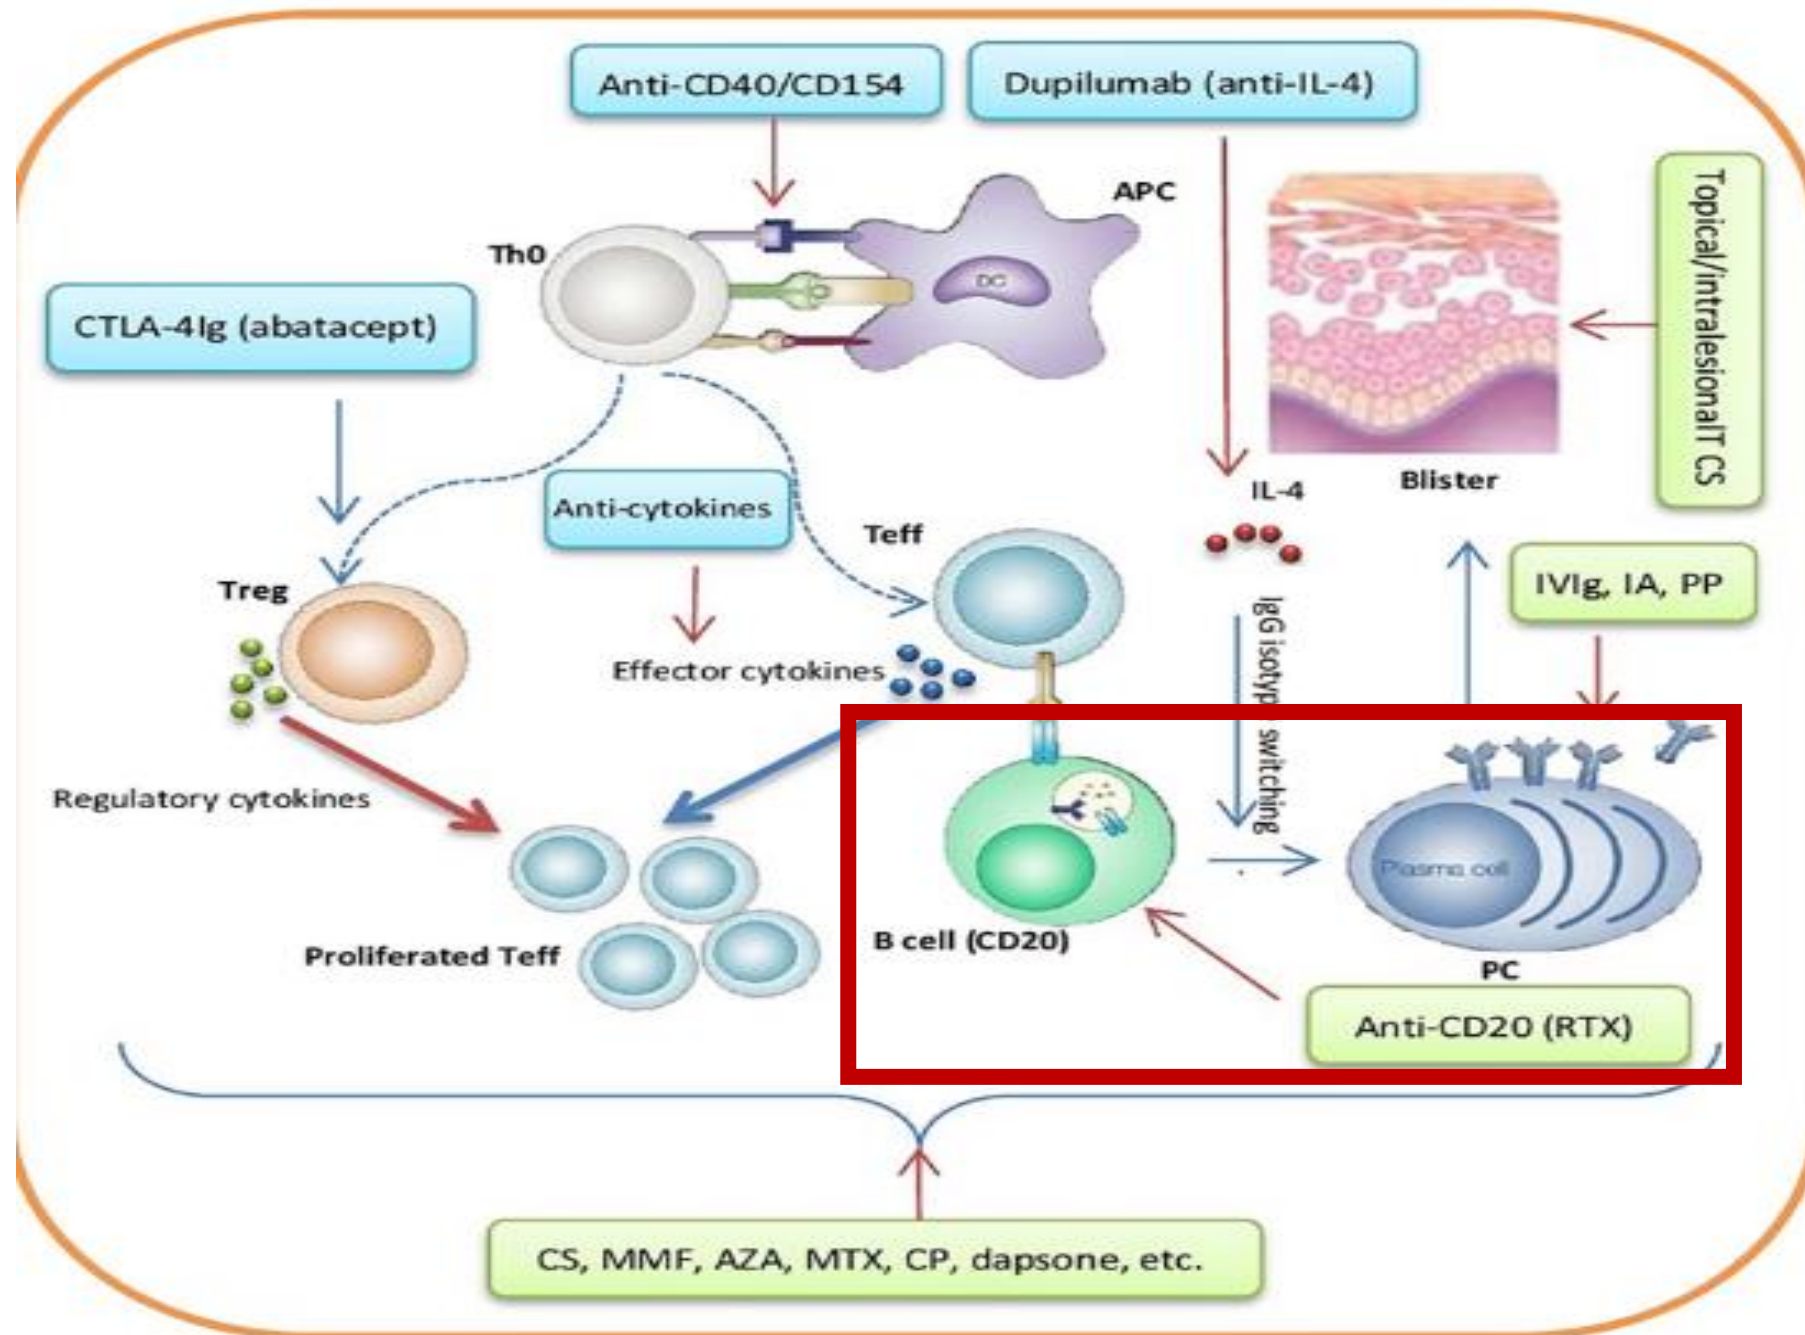 Anti-CD40/CD154
Dupilumab (anti-IL-4)
APC
Th0
DC
Topical/intralesionalT CS
CTLA-4Ig (abatacept)
Blister
IL-4
Anti-cytokines
Teff
Treg
IVIg, IA, PP
IgG isotyp switching
Effector cytokines
Regulatory cytokines
Plasma cell
B cell (CD20)
Proliferated Teff
PC
Anti-CD20 (RTX)
CS, MMF, AZA, MTX, CP, dapsone, etc.